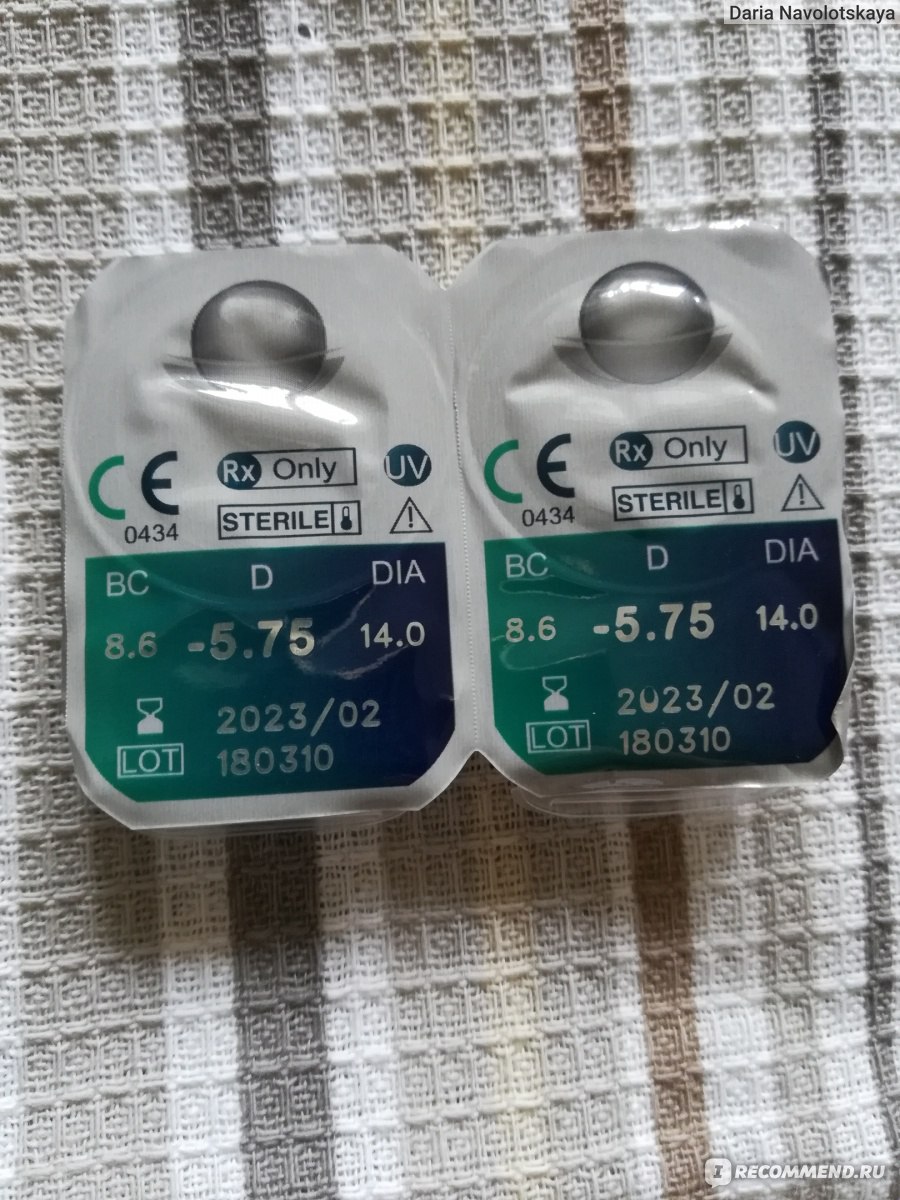 Daria Navolotskaya
CE 0434
Rx Only
UV
STERILE
BC D DIA
8.6 -5.75 14.0
2023/02
LOT 180310
CE 0434
Rx Only
UV
STERILE
BC D DIA
8.6 -5.75 14.0
2023/02
LOT 180310
I RECOMMEND.RU